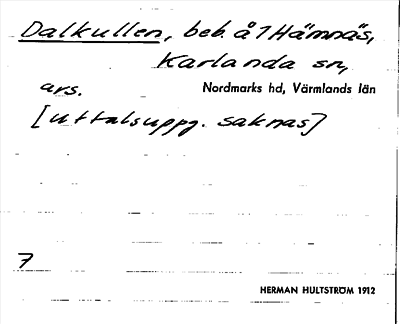 Dalkullen, beb. å 1 Hämnäs,
Karlanda sn,
ars.
Nordmarks hd, Värmlands län
[uttalsuppg. saknas]
7
HERMAN HULTSTRÖM 1912